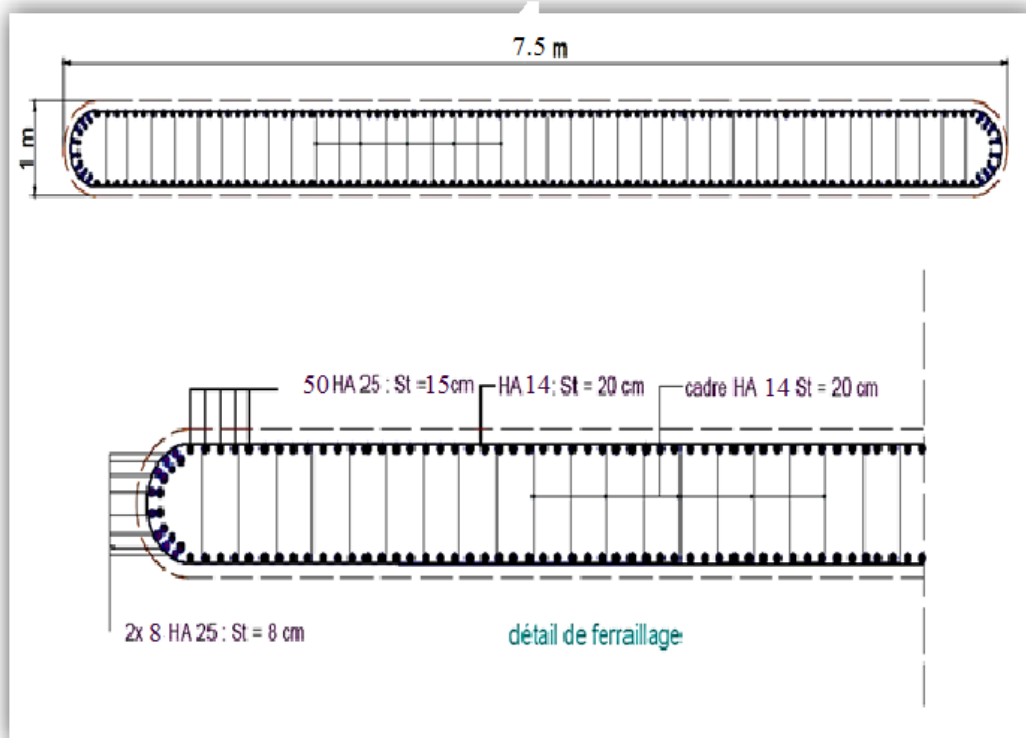 7.5 m
1 m
50 HA 25 : St =15cm
HA 14: St = 20 cm
cadre HA 14 St = 20 cm
2x 8 HA 25 : St = 8 cm
détail de ferraillage